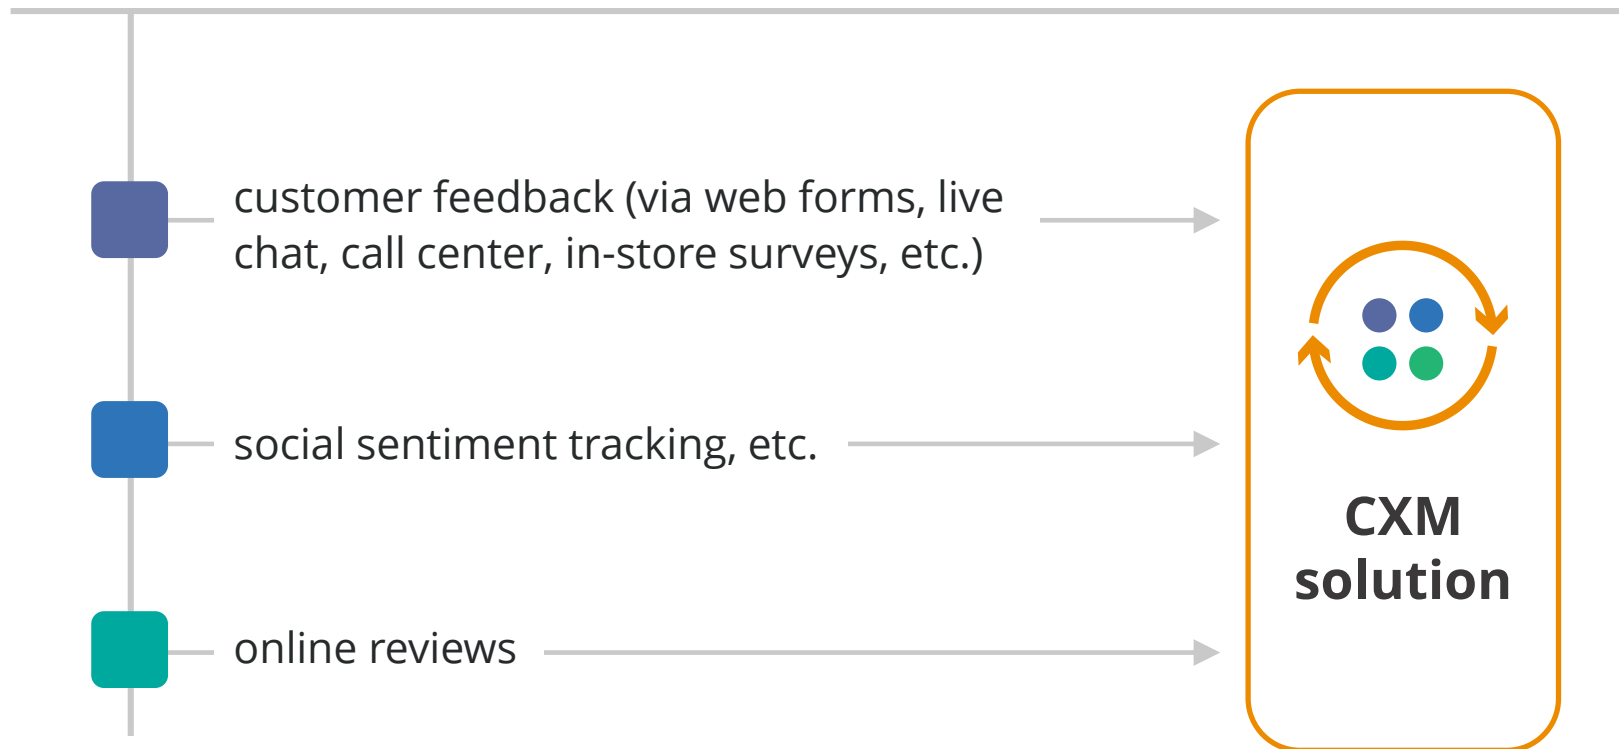 customer feedback (via web forms, live
chat, call center, in-store surveys, etc.)
social sentiment tracking, etc.
online reviews
CXM
solution